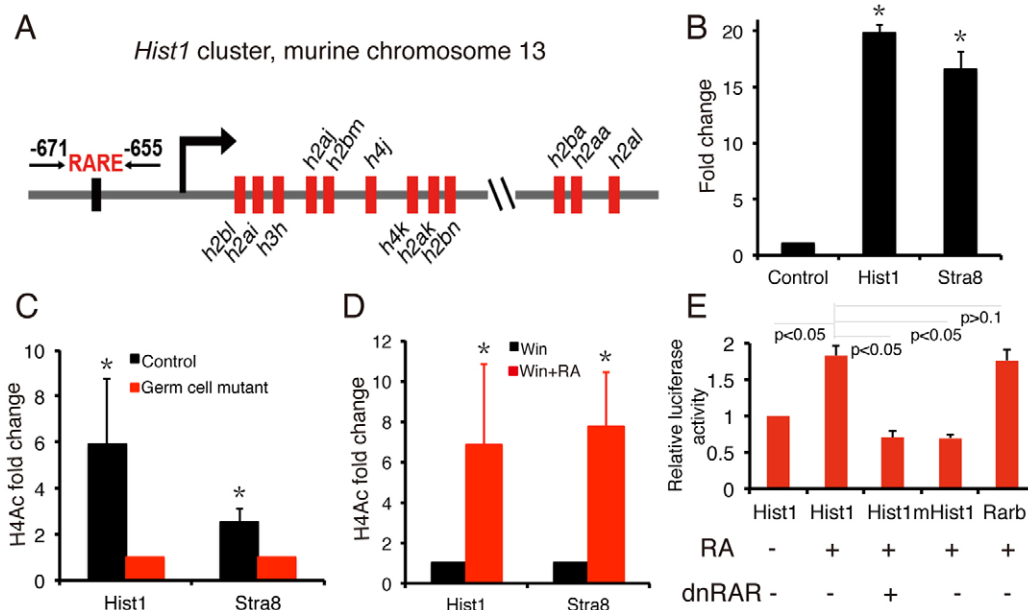 A
Hist1 cluster, murine chromosome 13
-671 RARE -655
h2aj
h2bm
h4j
h2ba
h2aa
h2al
h2bl
h2ai
h3h
h4k
h2ak
h2bn
B
Fold change
20
15
10
5
0
*
*
Control Hist1 Stra8
C
H4Ac fold change
10
8
6
4
2
0
Control
Germ cell mutant
*
*
Hist1 Stra8
D
H4Ac fold change
14
12
10
8
6
4
2
0
Win
Win+RA
*
*
Hist1 Stra8
E
p>0.1
p<0.05 p<0.05
p<0.05
Relative luciferase
activity
2
1.5
1
0.5
0
Hist1 Hist1 Hist1 mHist1 Rarb
RA - + + + +
dnRAR - - + - -